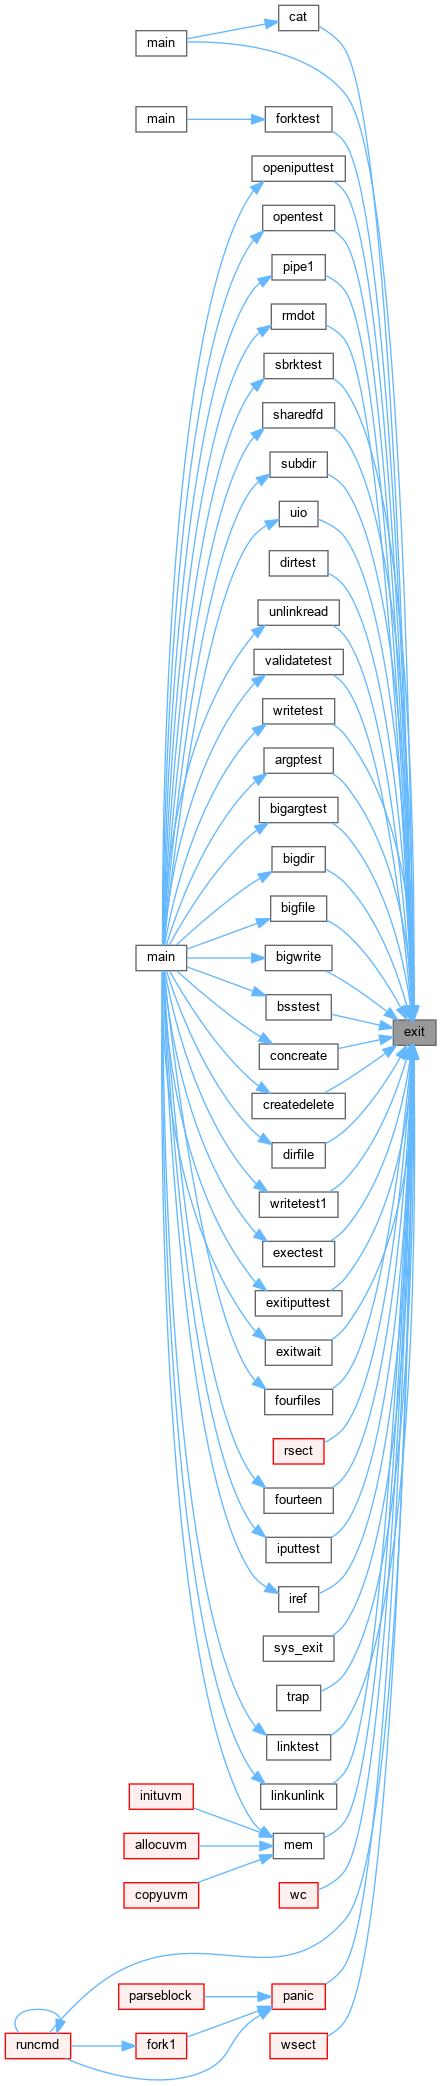 cat
main
main
forktest
openiputtest
opentest
pipe1
rmdot
sbrktest
sharedfd
subdir
uio
dirtest
unlinkread
validatetest
writetest
argptest
bigargtest
bigdir
bigfile
main
bigwrite
bsstest
exit
concreate
createdelete
dirfile
writetest1
exectest
exitiputtest
exitwait
fourfiles
rsect
fourteen
iputtest
iref
sys_exit
trap
linktest
inituvm
linkunlink
allocuvm
mem
copyuvm
wc
parseblock
panic
runcmd
fork1
wsect